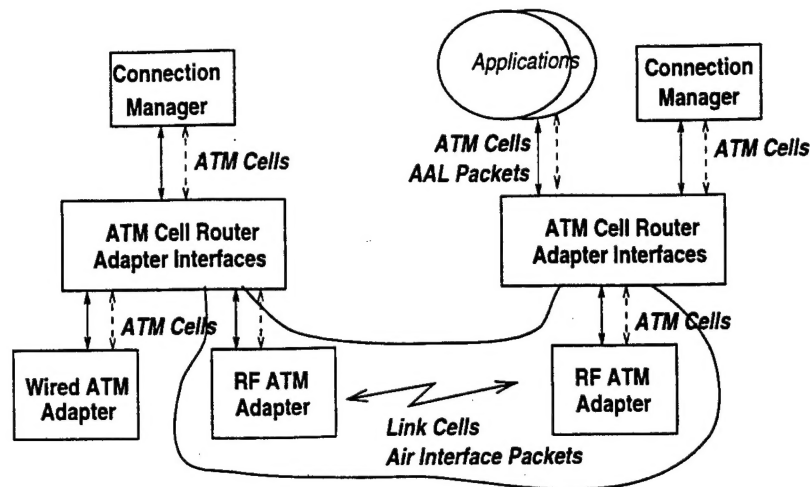 Connection
Manager
Applications
Connection
Manager
ATM Cells
ATM Cells
AAL Packets
ATM Cells
ATM Cell Router
Adapter Interfaces
ATM Cell Router
Adapter Interfaces
ATM Cells
ATM Cells
Wired ATM
Adapter
RF ATM
Adapter
RF ATM
Adapter
Link Cells
Air Interface Packets